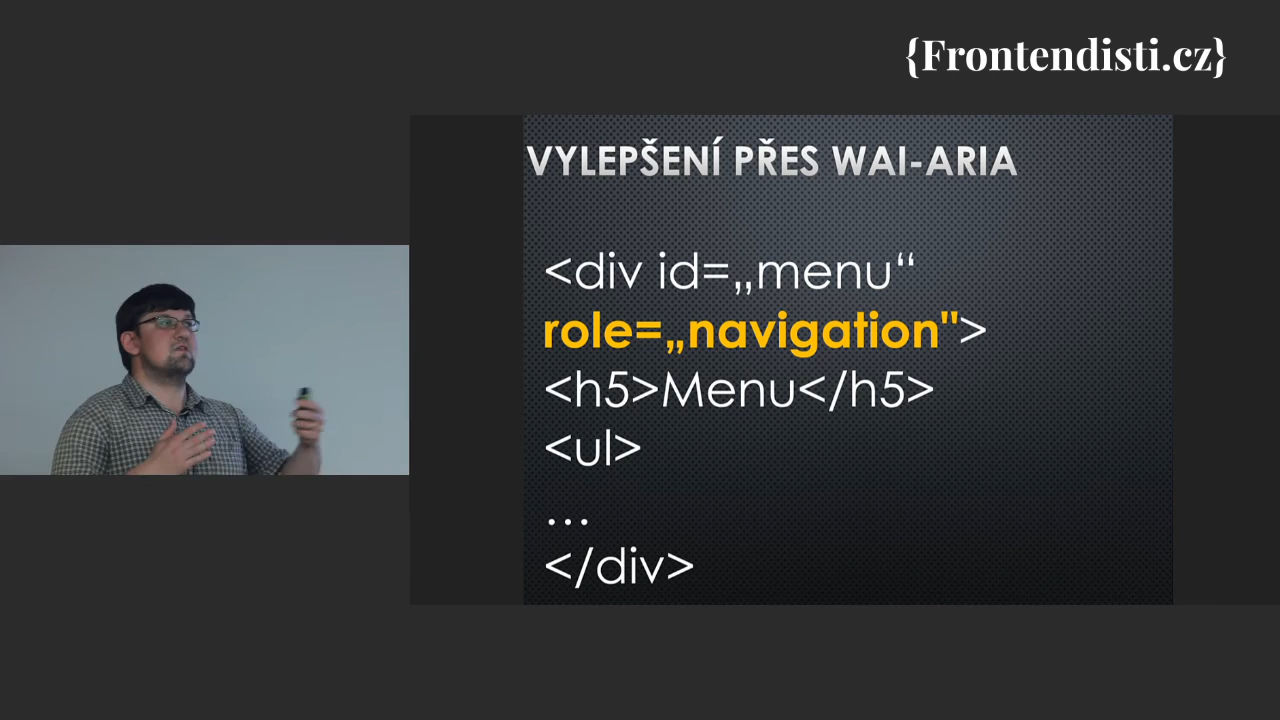 {Frontendisti.cz}
VYLEPŠENÍ PŘES WAI-ARIA
<div id=„menu“
role=„navigation">
<h5>Menu</h5>
<ul>
…
</div>